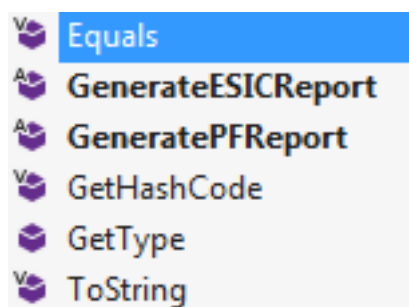 V Equals
A GenerateESICReport
A GeneratePFReport
V GetHashCode
GetType
V ToString